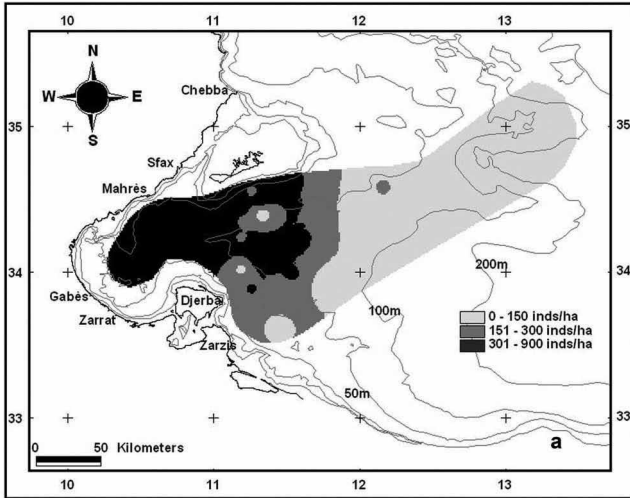 10 11 12 13
N
W E
S
Chebba
35 35
Sfax
Mahrès
34 34
200m
Gabès
Djerba
100m
0 - 150 inds/ha
Zarrat
151 - 300 inds/ha
Zarzis
301 - 900 inds/ha
50m
33 33
0 50 Kilometers
a
10 11 12 13